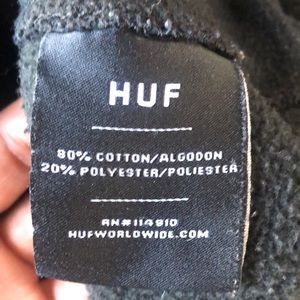 HUF
80% COTTON/ALGODON
20% POLYESTER/POLIESTER
RN#114910
HUFWORLDWIDE.COM